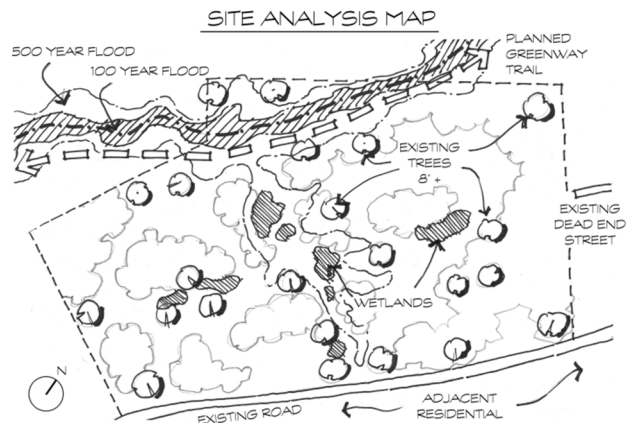 SITE ANALYSIS MAP
500 YEAR FLOOD
100 YEAR FLOOD
PLANNED
GREENWAY
TRAIL
EXISTING
TREES
8"+
EXISTING
DEAD END
STREET
WETLANDS
N
EXISTING ROAD
ADJACENT
RESIDENTIAL